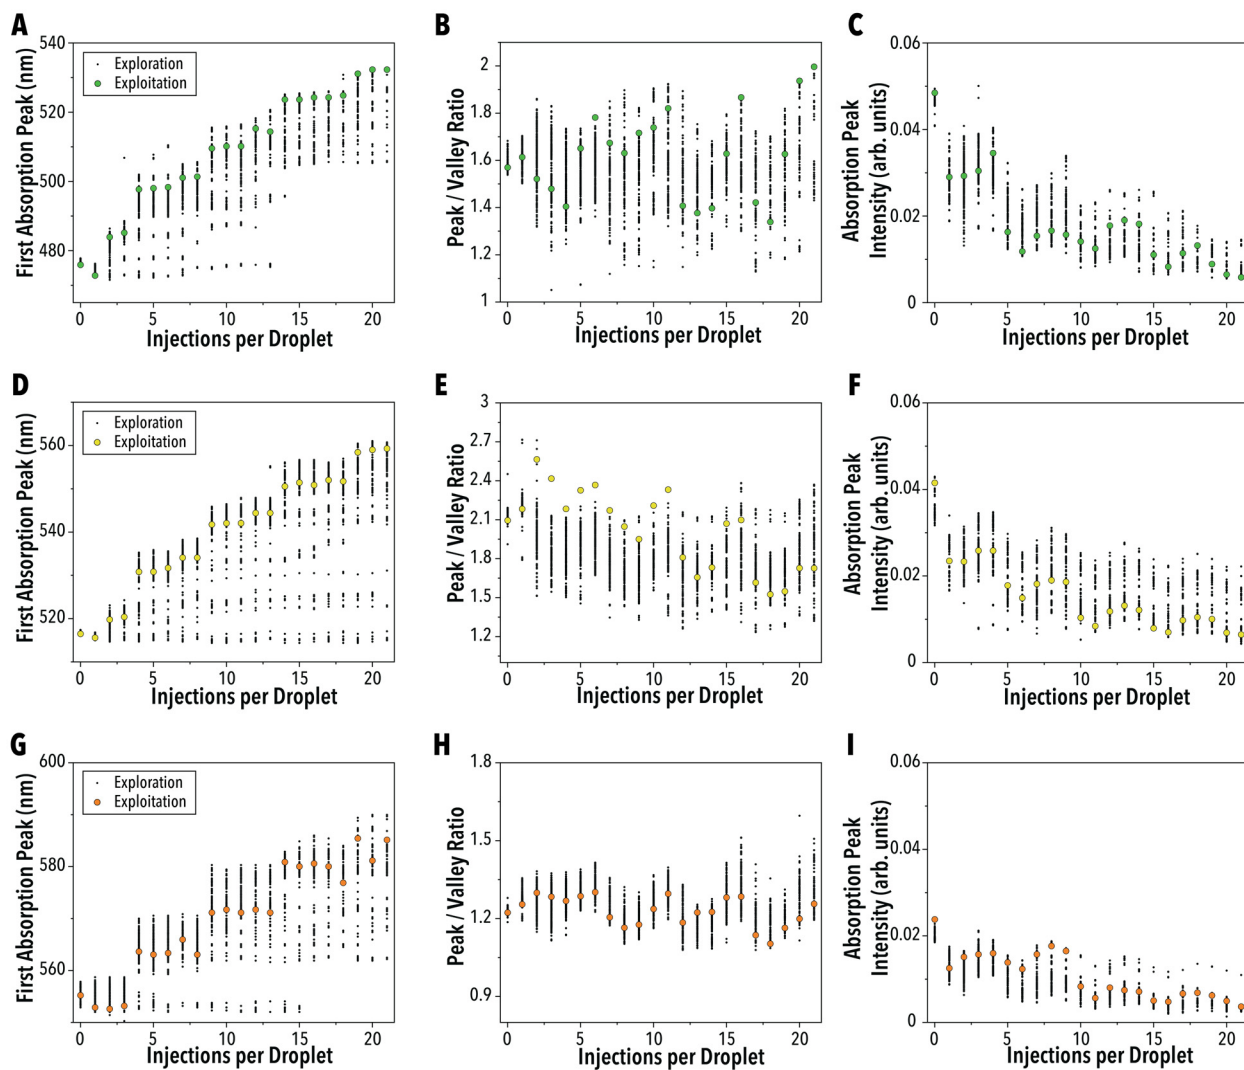 A
First Absorption Peak (nm)
540
520
500
480
Exploration
Exploitation
0 5 10 15 20
Injections per Droplet
B
Peak / Valley Ratio
2
1.8
1.6
1.4
1.2
1
0 5 10 15 20
Injections per Droplet
C
Absorption Peak
Intensity (arb. units)
0.06
0.04
0.02
0
0 5 10 15 20
Injections per Droplet
D
First Absorption Peak (nm)
560
540
520
Exploration
Exploitation
0 5 10 15 20
Injections per Droplet
E
Peak / Valley Ratio
3
2.7
2.4
2.1
1.8
1.5
1.2
0 5 10 15 20
Injections per Droplet
F
Absorption Peak
Intensity (arb. units)
0.06
0.04
0.02
0
0 5 10 15 20
Injections per Droplet
G
First Absorption Peak (nm)
600
580
560
Exploration
Exploitation
0 5 10 15 20
Injections per Droplet
H
Peak / Valley Ratio
1.8
1.5
1.2
0.9
0 5 10 15 20
Injections per Droplet
I
Absorption Peak
Intensity (arb. units)
0.06
0.04
0.02
0
0 5 10 15 20
Injections per Droplet